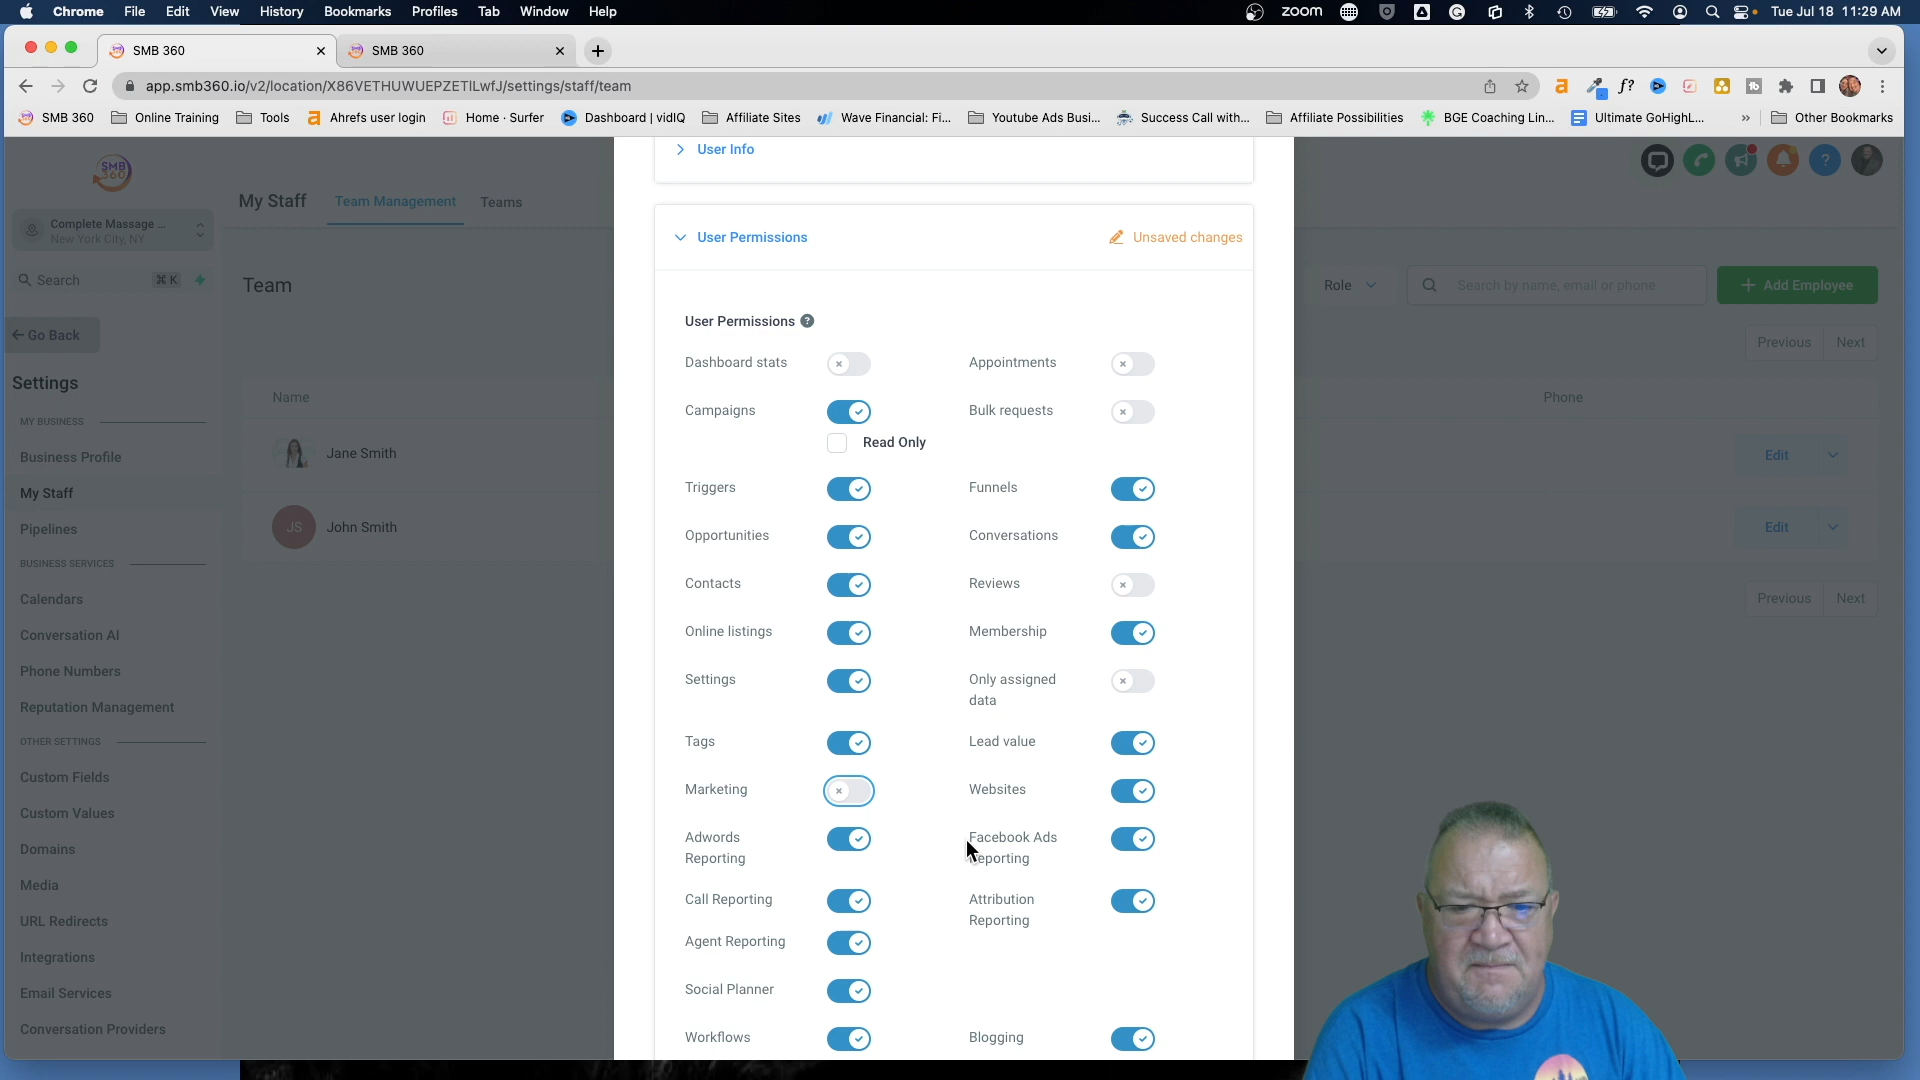 Chrome File Edit View History Bookmarks Profiles Tab Window Help
zoom
Tue Jul 18 11:29 AM
SMB 360
SMB 360
app.smb360.io/v2/location/X86VETHUWUEPZETlLwfJ/settings/staff/team
SMB 360 Online Training Tools Ahrefs user login Home · Surfer Dashboard | vidIQ Affiliate Sites Wave Financial: Fi... Youtube Ads Busi... Success Call with... Affiliate Possibilities BGE Coaching Lin... Ultimate GoHighL... » Other Bookmarks
SMB
360
Complete Massage ...
New York City, NY
Search ⌘ K
Go Back
Settings
MY BUSINESS
Business Profile
My Staff
Pipelines
BUSINESS SERVICES
Calendars
Conversation AI
Phone Numbers
Reputation Management
OTHER SETTINGS
Custom Fields
Custom Values
Domains
Media
URL Redirects
Integrations
Email Services
Conversation Providers
My Staff Team Management Teams
Team
Name
Jane Smith
JS John Smith
User Info
User Permissions Unsaved changes
User Permissions ?
Dashboard stats Appointments
Campaigns Bulk requests
Read Only
Triggers Funnels
Opportunities Conversations
Contacts Reviews
Online listings Membership
Settings Only assigned
data
Tags Lead value
Marketing Websites
Adwords Facebook Ads
Reporting eporting
Call Reporting Attribution
Reporting
Agent Reporting
Social Planner
Workflows Blogging
Role Search by name, email or phone + Add Employee
Previous Next
Phone
Edit
Edit
Previous Next